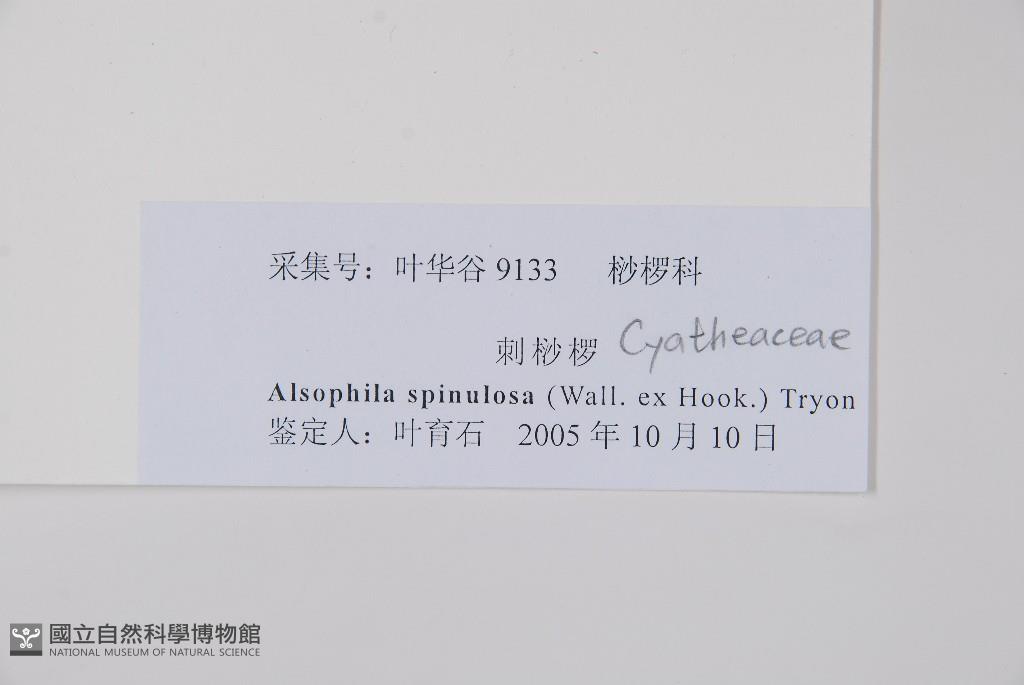 采集号：叶华谷 9133 桫椤科
刺桫椤 Cyatheaceae
Alsophila spinulosa (Wall. ex Hook.) Tryon
鉴定人：叶育石 2005 年 10 月 10 日
國立自然科學博物館
NATIONAL MUSEUM OF NATURAL SCIENCE